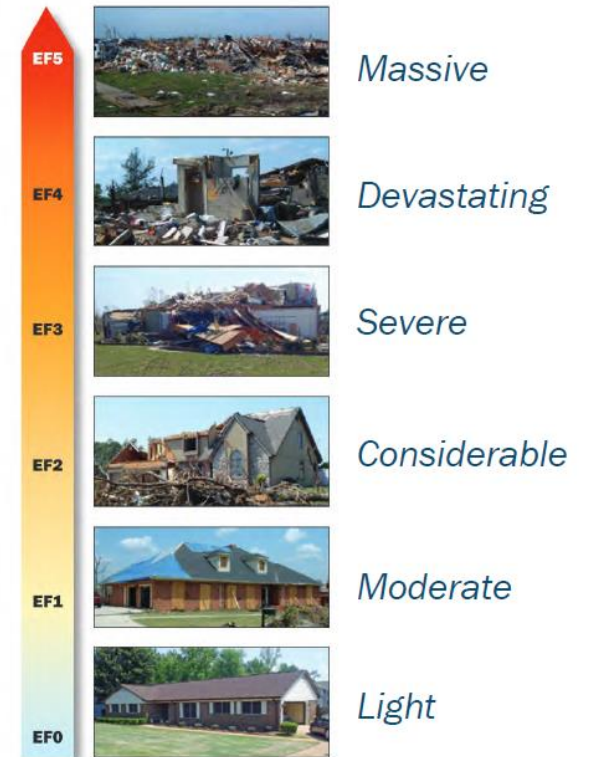 EF5
Massive
EF4
Devastating
EF3
Severe
EF2
Considerable
EF1
Moderate
EF0
Light